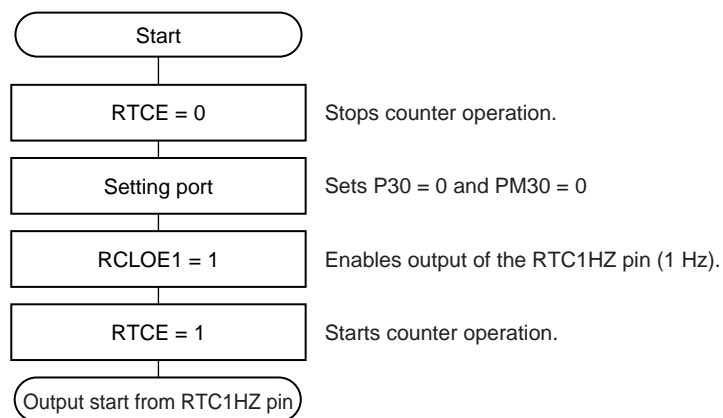 Start
RTCE = 0
Stops counter operation.
Setting port
Sets P30 = 0 and PM30 = 0
RCLOE1 = 1
Enables output of the RTC1HZ pin (1 Hz).
RTCE = 1
Starts counter operation.
Output start from RTC1HZ pin